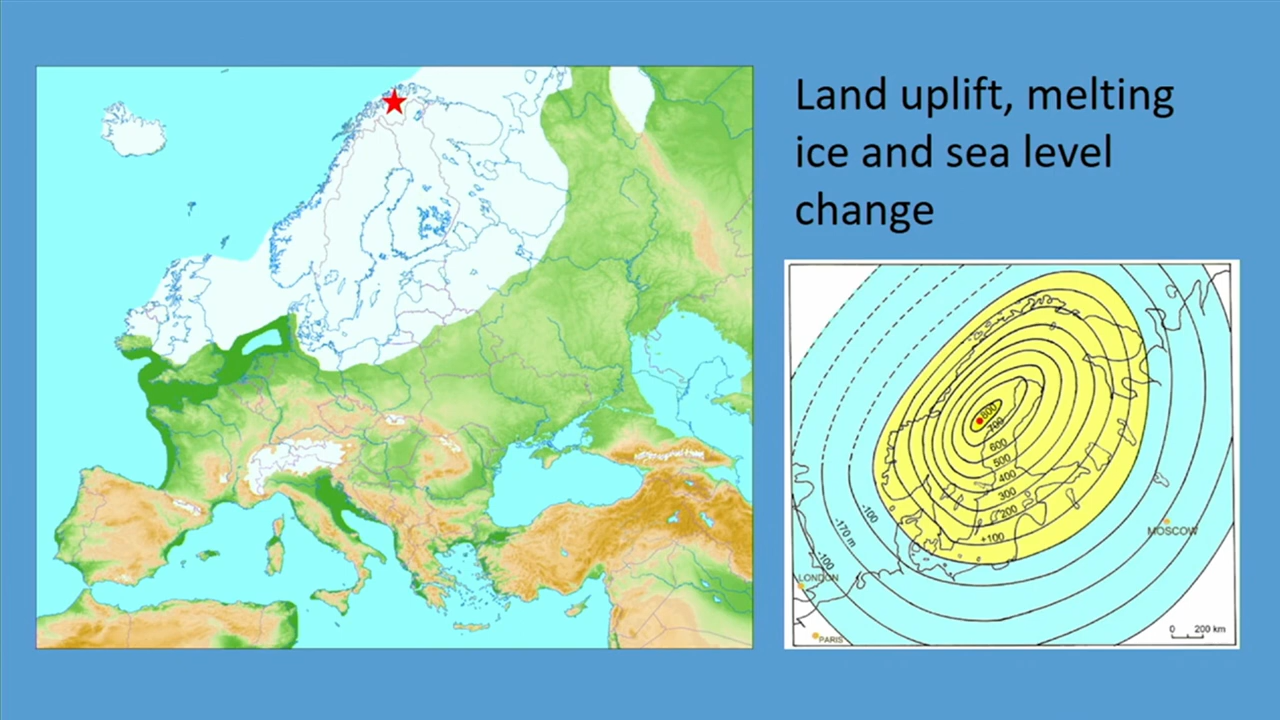 Land uplift, melting
ice and sea level
change
800
700
600
500
400
300
200
+100
-100
-170 m
-100
MOSCOW
LONDON
PARIS
0 200 km